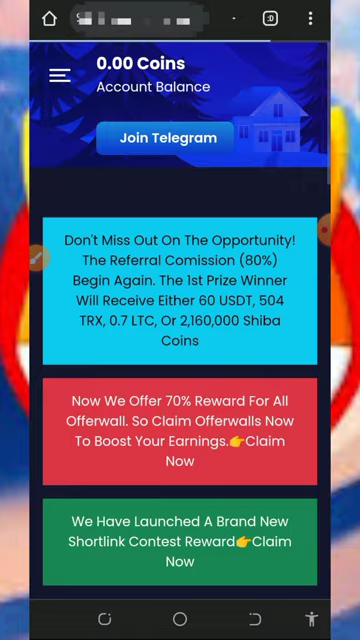 :D
0.00 Coins
Account Balance
Join Telegram
Don't Miss Out On The Opportunity!
The Referral Comission (80%)
Begin Again. The 1st Prize Winner
Will Receive Either 60 USDT, 504
TRX, 0.7 LTC, Or 2,160,000 Shiba
Coins
Now We Offer 70% Reward For All
Offerwall. So Claim Offerwalls Now
To Boost Your Earnings.👉Claim
Now
We Have Launched A Brand New
Shortlink Contest Reward👉Claim
Now